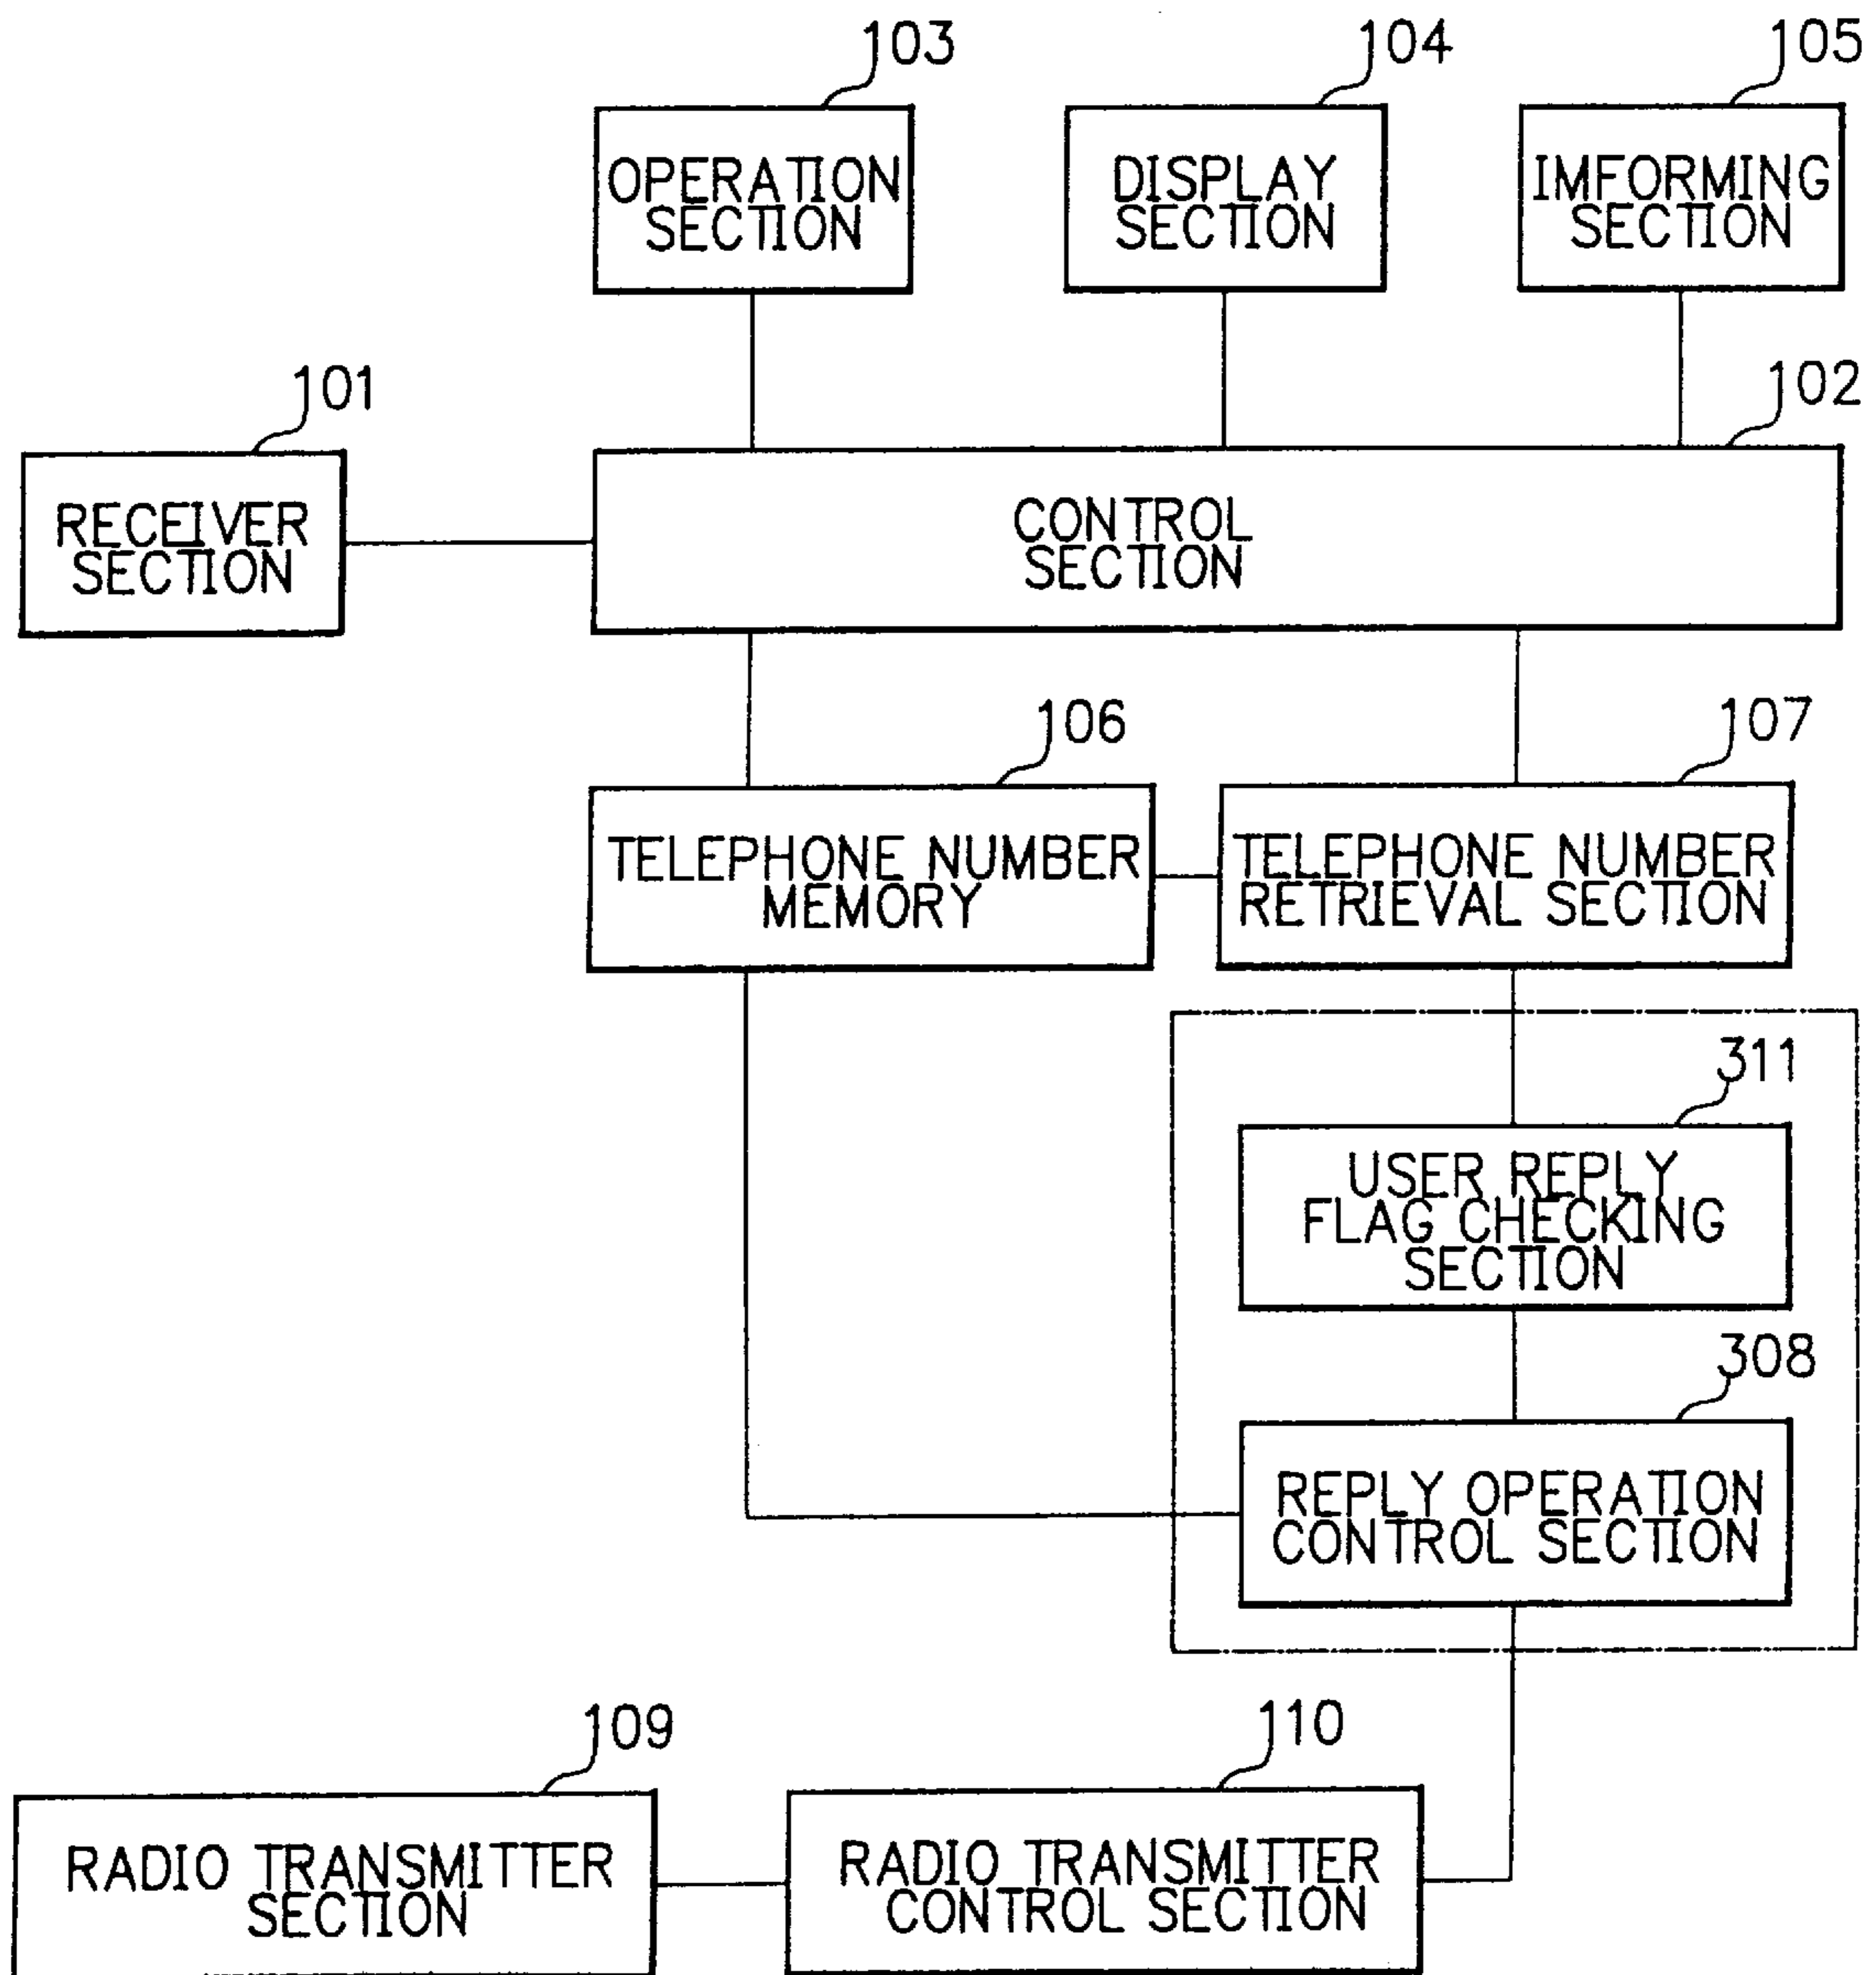 103
104
105
OPERATION
SECTION
DISPLAY
SECTION
IMFORMING
SECTION
101
102
RECEIVER
SECTION
CONTROL
SECTION
106
107
TELEPHONE NUMBER
MEMORY
TELEPHONE NUMBER
RETRIEVAL SECTION
311
USER REPLY
FLAG CHECKING
SECTION
308
REPLY OPERATION
CONTROL SECTION
109
110
RADIO TRANSMITTER
SECTION
RADIO TRANSMITTER
CONTROL SECTION